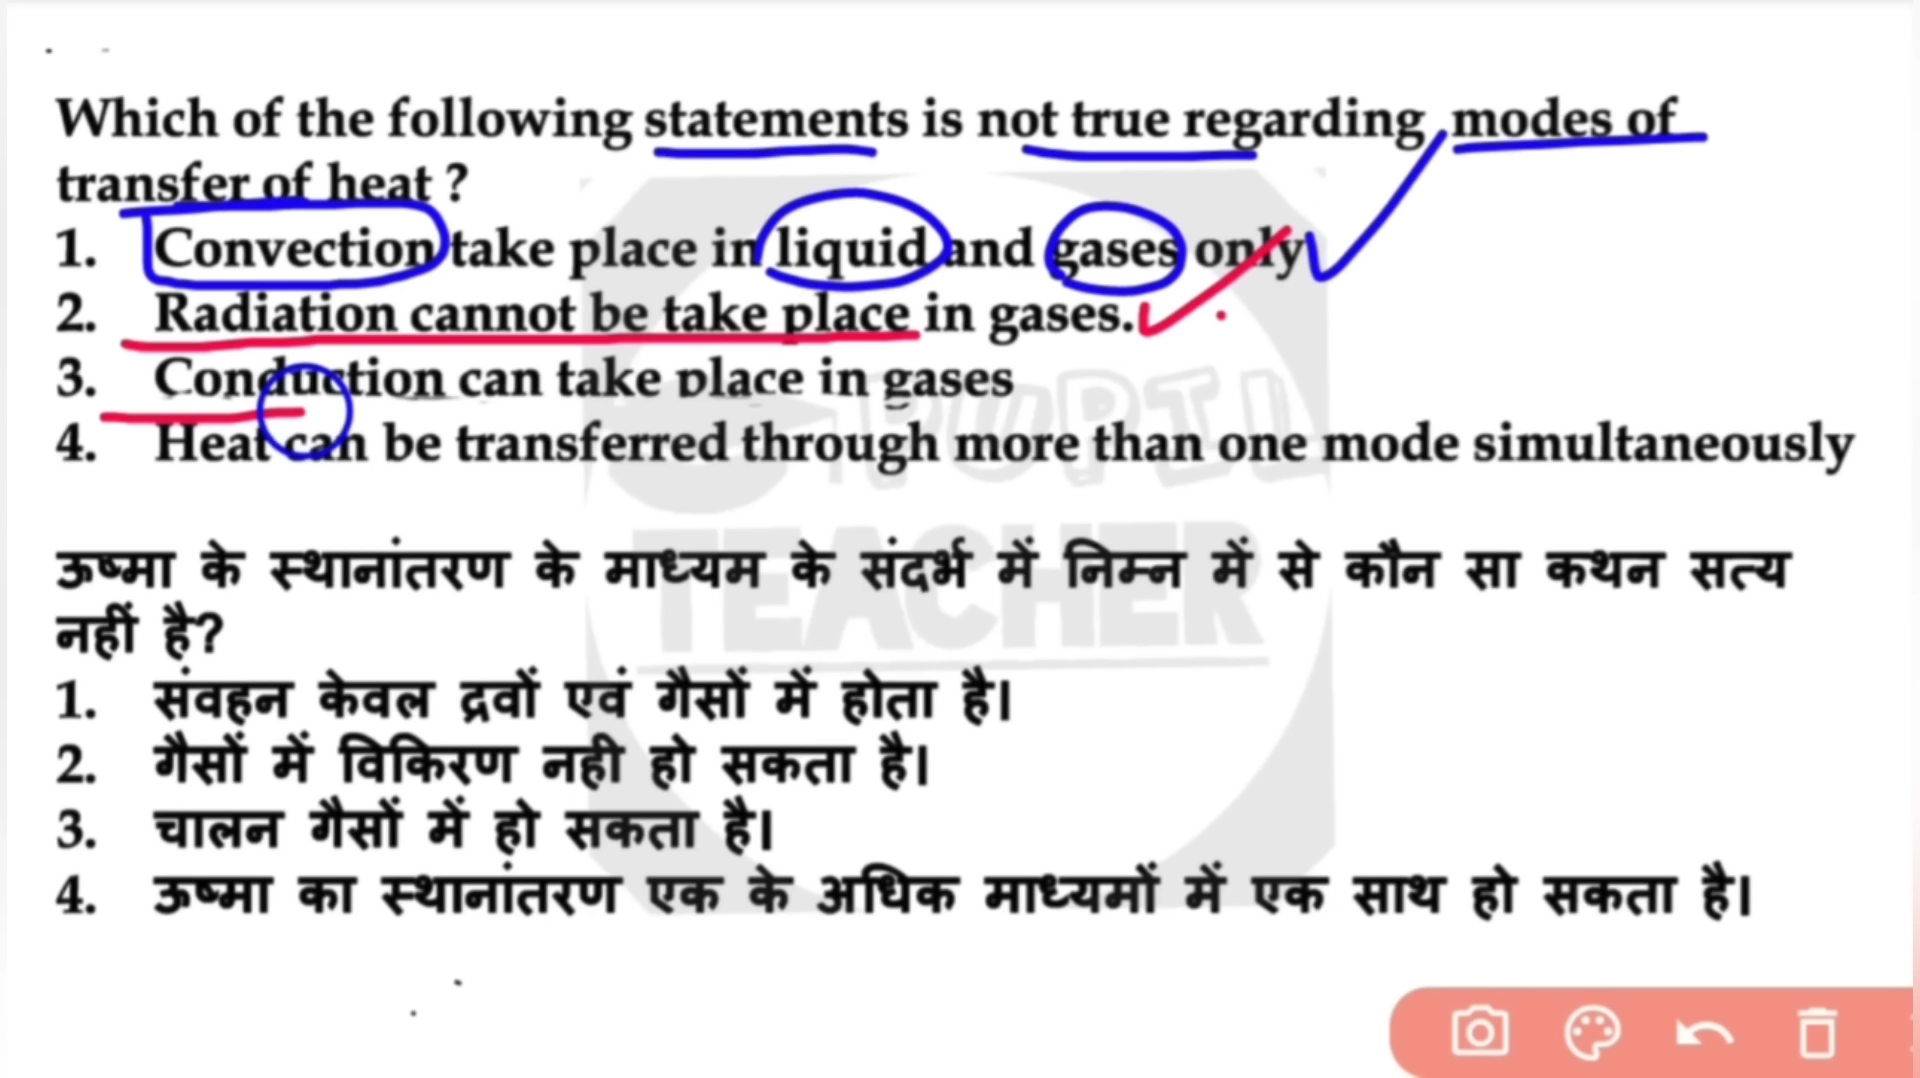 Which of the following statements is not true regarding modes of
transfer of heat ?
1. Convection take place in liquid and gases only
2. Radiation cannot be take place in gases.
3. Conduction can take place in gases
4. Heat can be transferred through more than one mode simultaneously
ऊष्मा के स्थानांतरण के माध्यम के संदर्भ में निम्न में से कौन सा कथन सत्य
नहीं है?
1. संवहन केवल द्रवों एवं गैसों में होता है।
2. गैसों में विकिरण नही हो सकता है।
3. चालन गैसों में हो सकता है।
4. ऊष्मा का स्थानांतरण एक के अधिक माध्यमों में एक साथ हो सकता है।
PUPIL
TEACHER